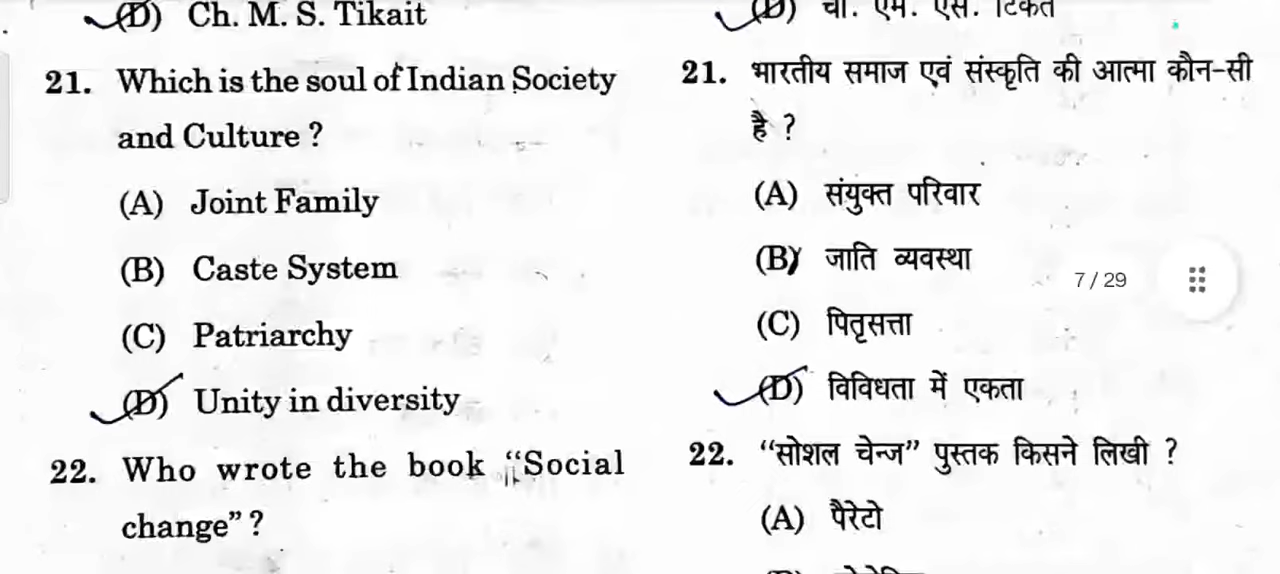 (D) Ch. M. S. Tikait
21. Which is the soul of Indian Society
and Culture ?
(A) Joint Family
(B) Caste System
(C) Patriarchy
(D) Unity in diversity
22. Who wrote the book “Social
change” ?
(D) चौ. एम. एस. टिकैत
21. भारतीय समाज एवं संस्कृति की आत्मा कौन-सी
है ?
(A) संयुक्त परिवार
(B) जाति व्यवस्था
(C) पितृसत्ता
(D) विविधता में एकता
22. “सोशल चेन्ज” पुस्तक किसने लिखी ?
(A) पैरेटो
7 / 29